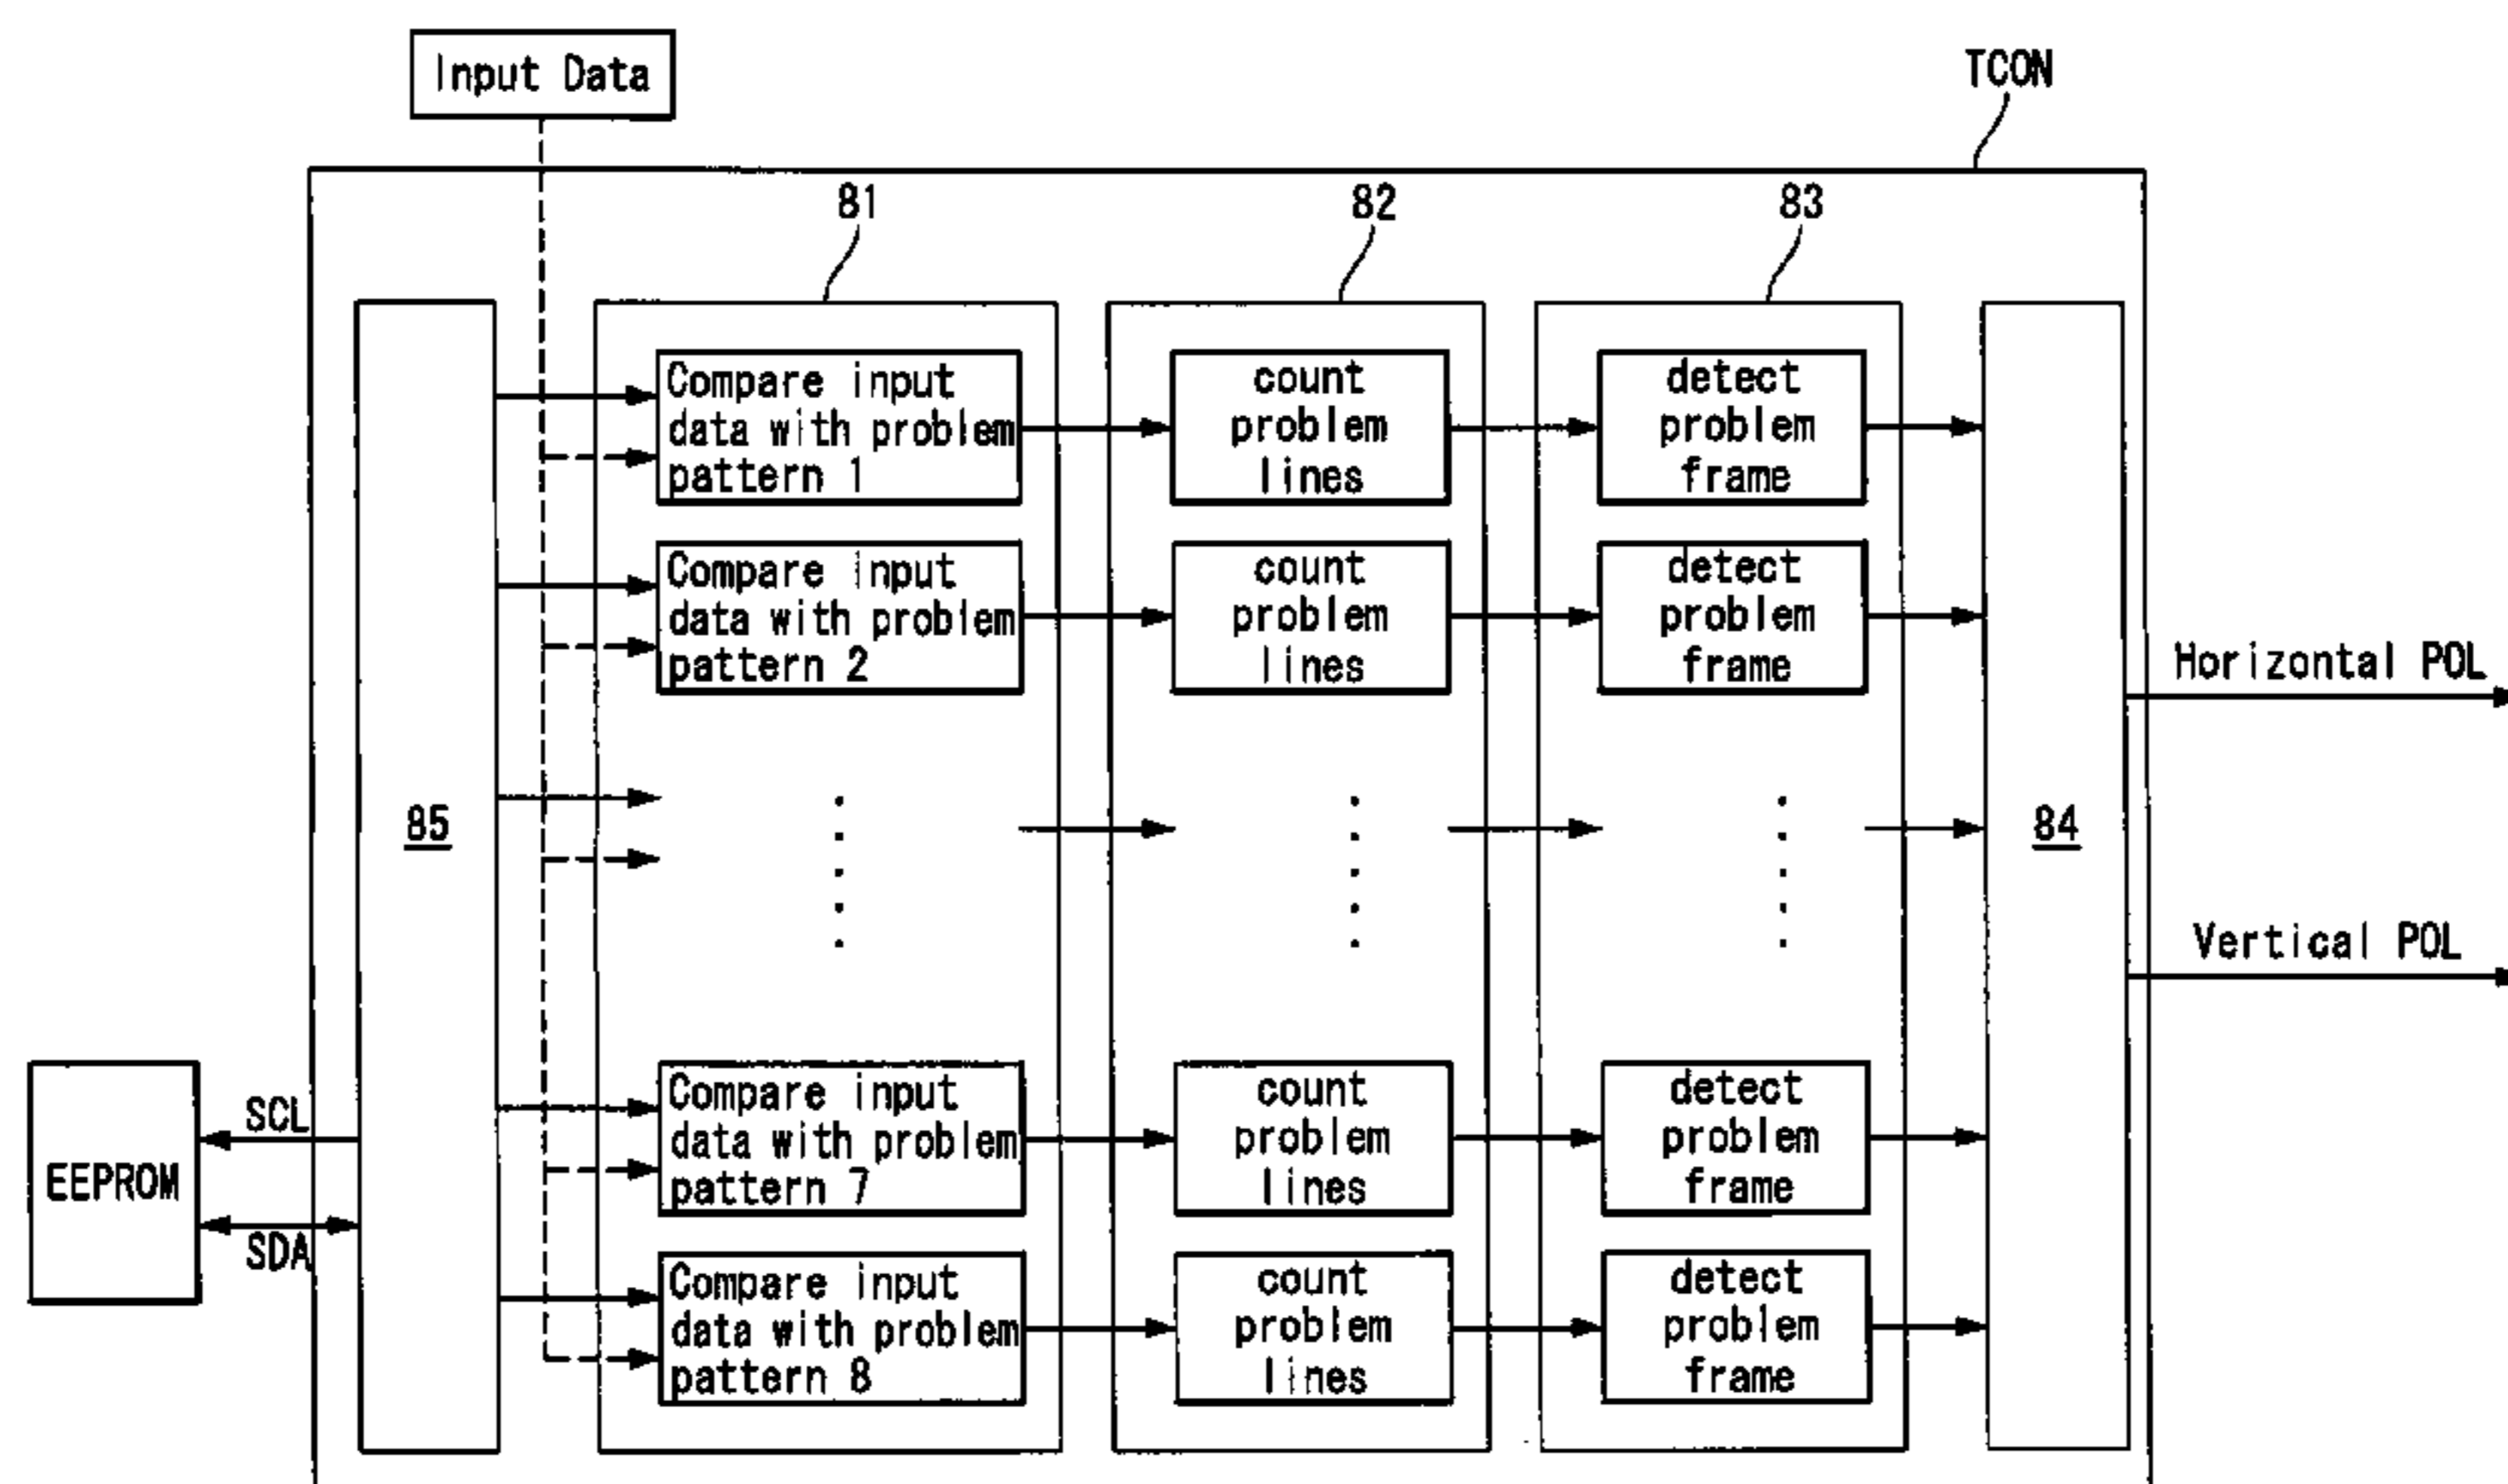 Input Data
TCON
81
82
83
Compare input
data with problem
pattern 1
count
problem
lines
detect
problem
frame
Compare input
data with problem
pattern 2
count
problem
lines
detect
problem
frame
Horizontal POL
85
84
Vertical POL
Compare input
data with problem
pattern 7
count
problem
lines
detect
problem
frame
SCL
EEPROM
SDA
Compare input
data with problem
pattern 8
count
problem
lines
detect
problem
frame